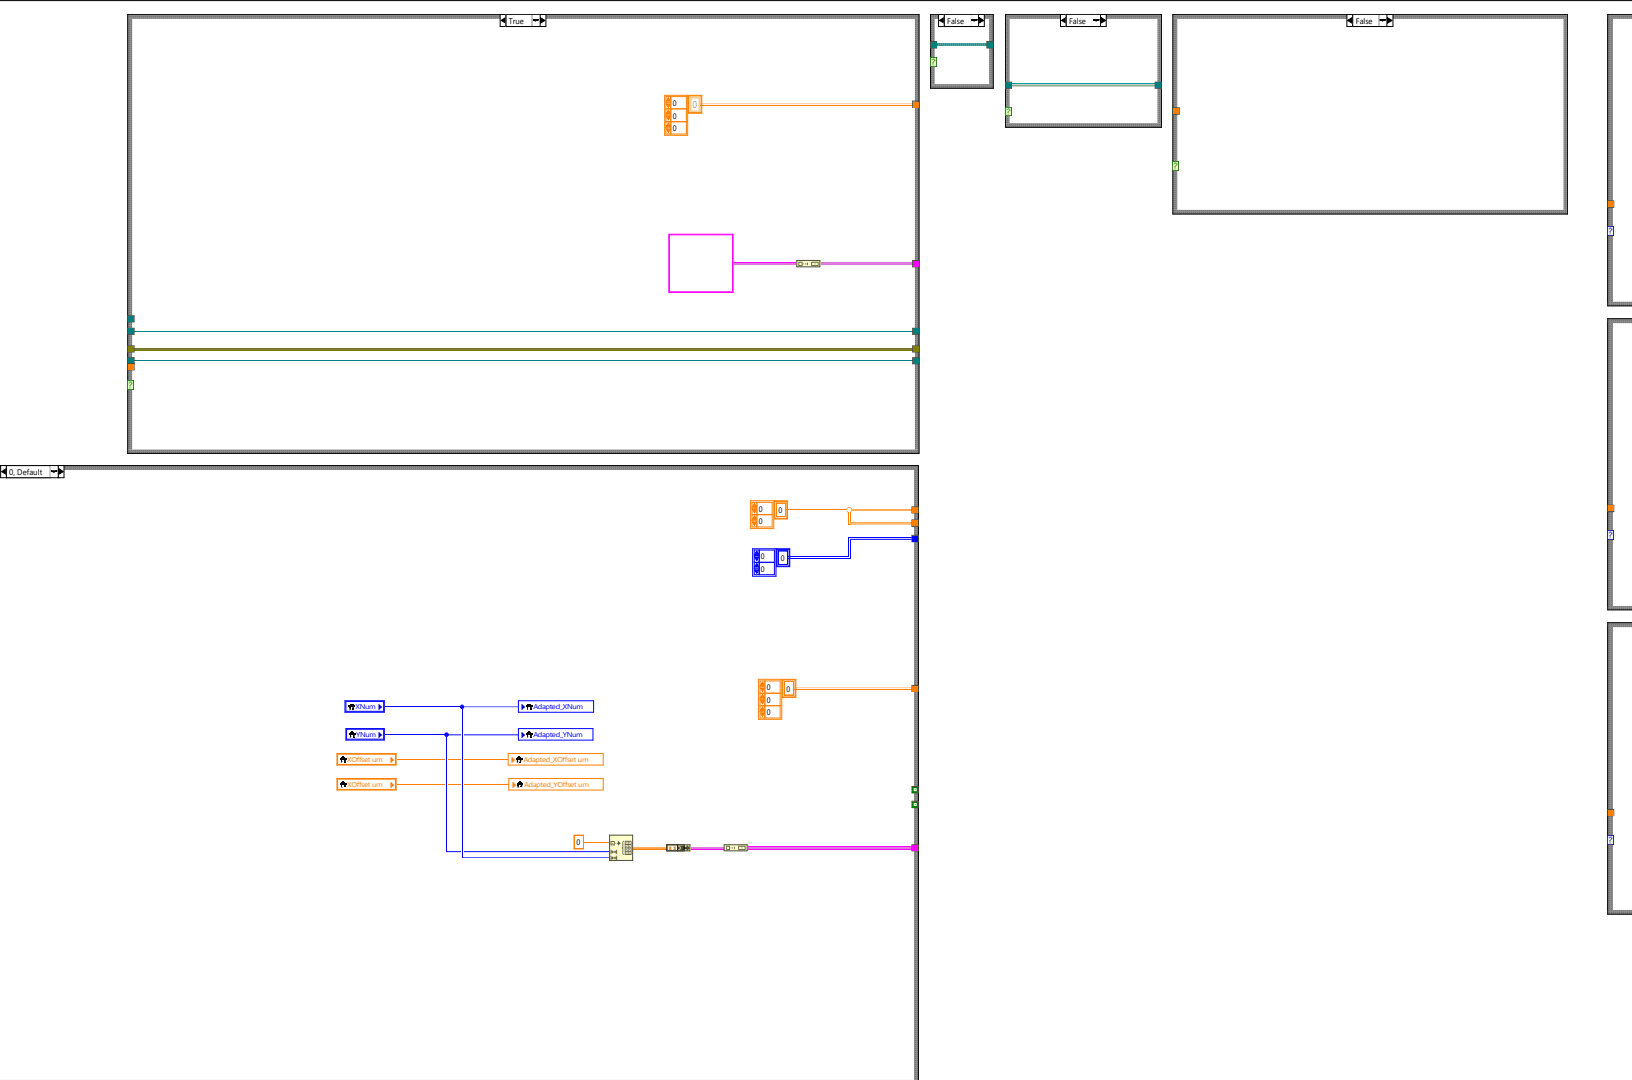 True
False
False
False
0
0
0
0
0, Default
0
0
0
0
0
0
0
0
0
0
XNum
Adapted_XNum
YNum
Adapted_YNum
XOffset um
Adapted_XOffset um
XOffset um
Adapted_YOffset um
0